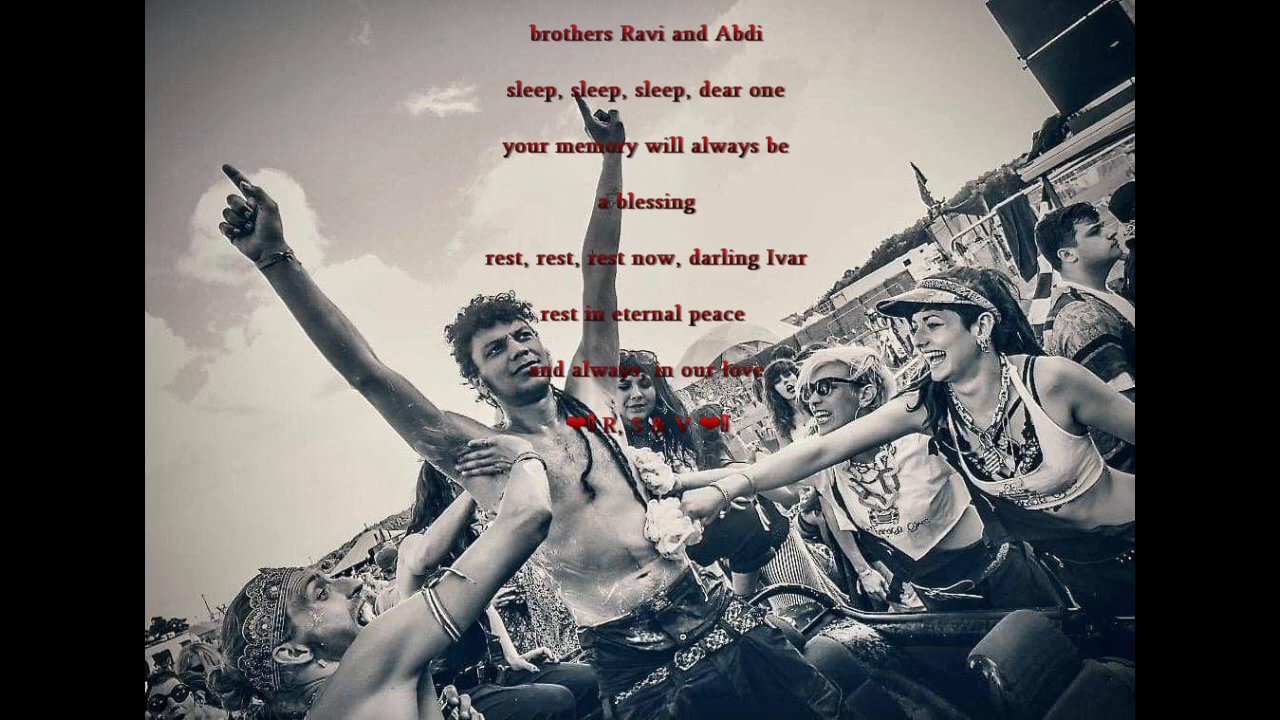 brothers Ravi and Abdi
sleep, sleep, sleep, dear one
your memory will always be
a blessing
rest, rest, rest now, darling Ivar
rest in eternal peace
and always, in our love
❤ R, S & V ❤